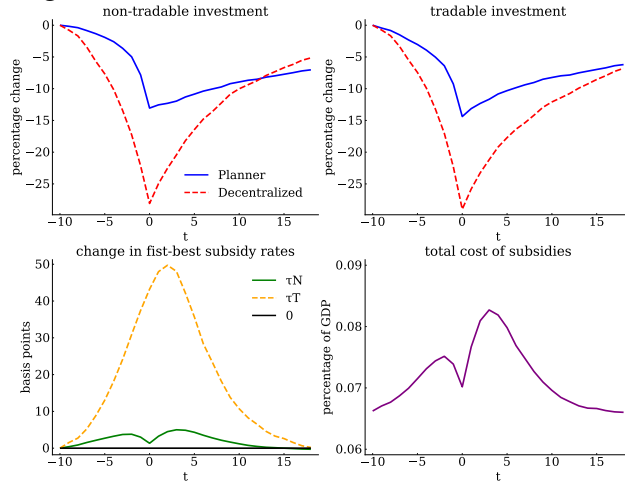 non-tradable investment
percentage change
0
−5
−10
−15
−20
−25
Planner
Decentralized
−10
−5
0
5
10
15
t
tradable investment
percentage change
0
−5
−10
−15
−20
−25
−10
−5
0
5
10
15
t
change in fist-best subsidy rates
basis points
50
40
30
20
10
0
τN
τT
0
−10
−5
0
5
10
15
t
total cost of subsidies
percentage of GDP
0.09
0.08
0.07
0.06
−10
−5
0
5
10
15
t